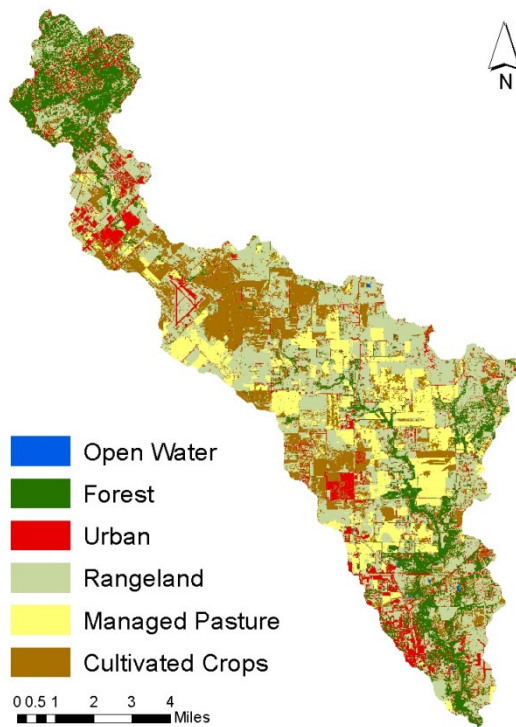 N
Open Water
Forest
Urban
Rangeland
Managed Pasture
Cultivated Crops
0 0.5 1 2 3 4
Miles